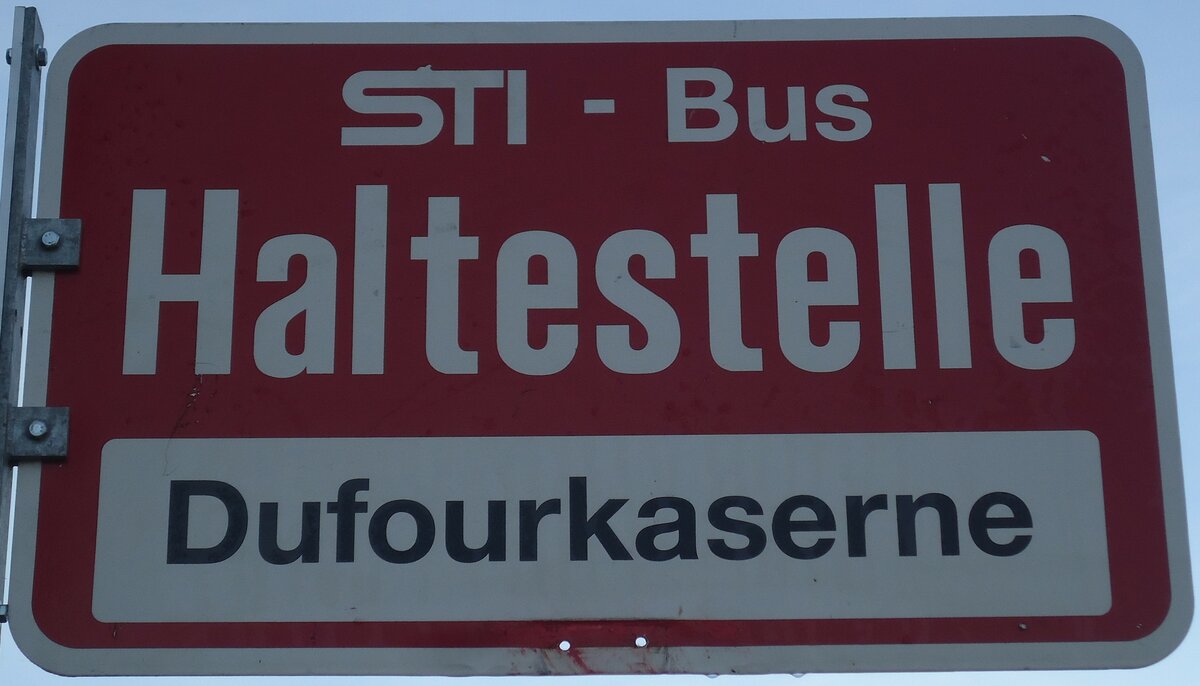 STI - Bus
Haltestelle
Dufourkaserne